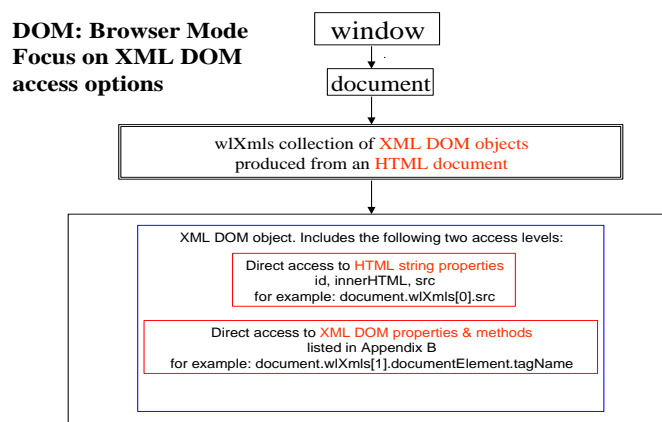 DOM: Browser Mode
Focus on XML DOM
access options
window
document
wlXmls collection of XML DOM objects
produced from an HTML document
XML DOM object. Includes the following two access levels:
Direct access to HTML string properties
id, innerHTML, src
for example: document.wlXmls[0].src
Direct access to XML DOM properties & methods
listed in Appendix B
for example: document.wlXmls[1].documentElement.tagName